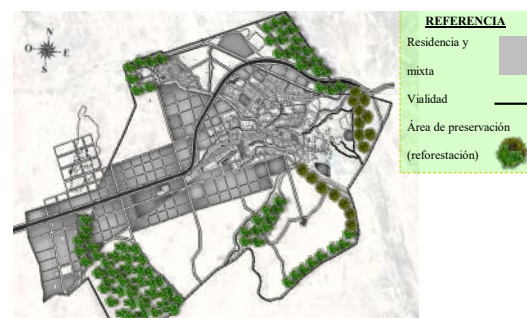 N
O
E
S
REFERENCIA
Residencia y
mixta
Vialidad
Área de preservación
(reforestación)